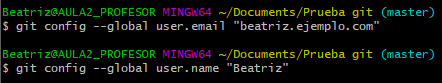 Beatriz@AULA2_PROFESOR MINGW64 ~/Documents/Prueba git (master)
$ git config --global user.email "beatriz.ejemplo.com"
Beatriz@AULA2_PROFESOR MINGW64 ~/Documents/Prueba git (master)
$ git config --global user.name "Beatriz"